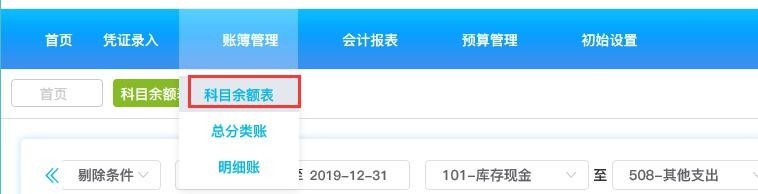 首页 凭证录入 账簿管理 会计报表 预算管理 初始设置
首页 科目余额 科目余额表
总分类账
明细账
剔除条件 至 2019-12-31 101-库存现金 至 508-其他支出